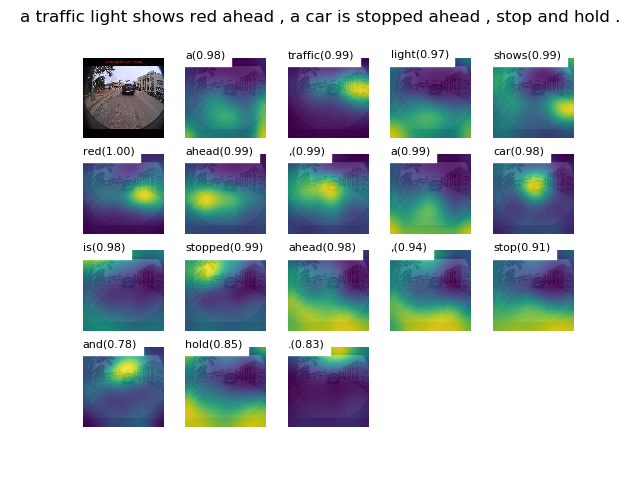 a traffic light shows red ahead , a car is stopped ahead , stop and hold .
a(0.98) traffic(0.99) light(0.97) shows(0.99)
red(1.00) ahead(0.99) ,(0.99) a(0.99) car(0.98)
is(0.98) stopped(0.99) ahead(0.98) ,(0.94) stop(0.91)
and(0.78) hold(0.85) .(0.83)